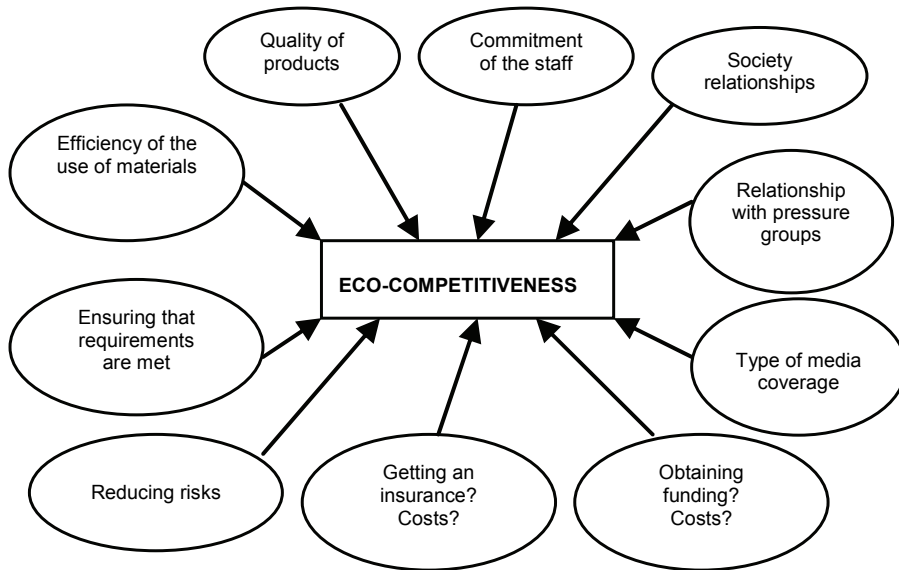 Quality of
products
Commitment
of the staff
Society
relationships
Efficiency of the
use of materials
Relationship
with pressure
groups
ECO-COMPETITIVENESS
Ensuring that
requirements
are met
Type of media
coverage
Reducing risks
Getting an
insurance?
Costs?
Obtaining
funding?
Costs?